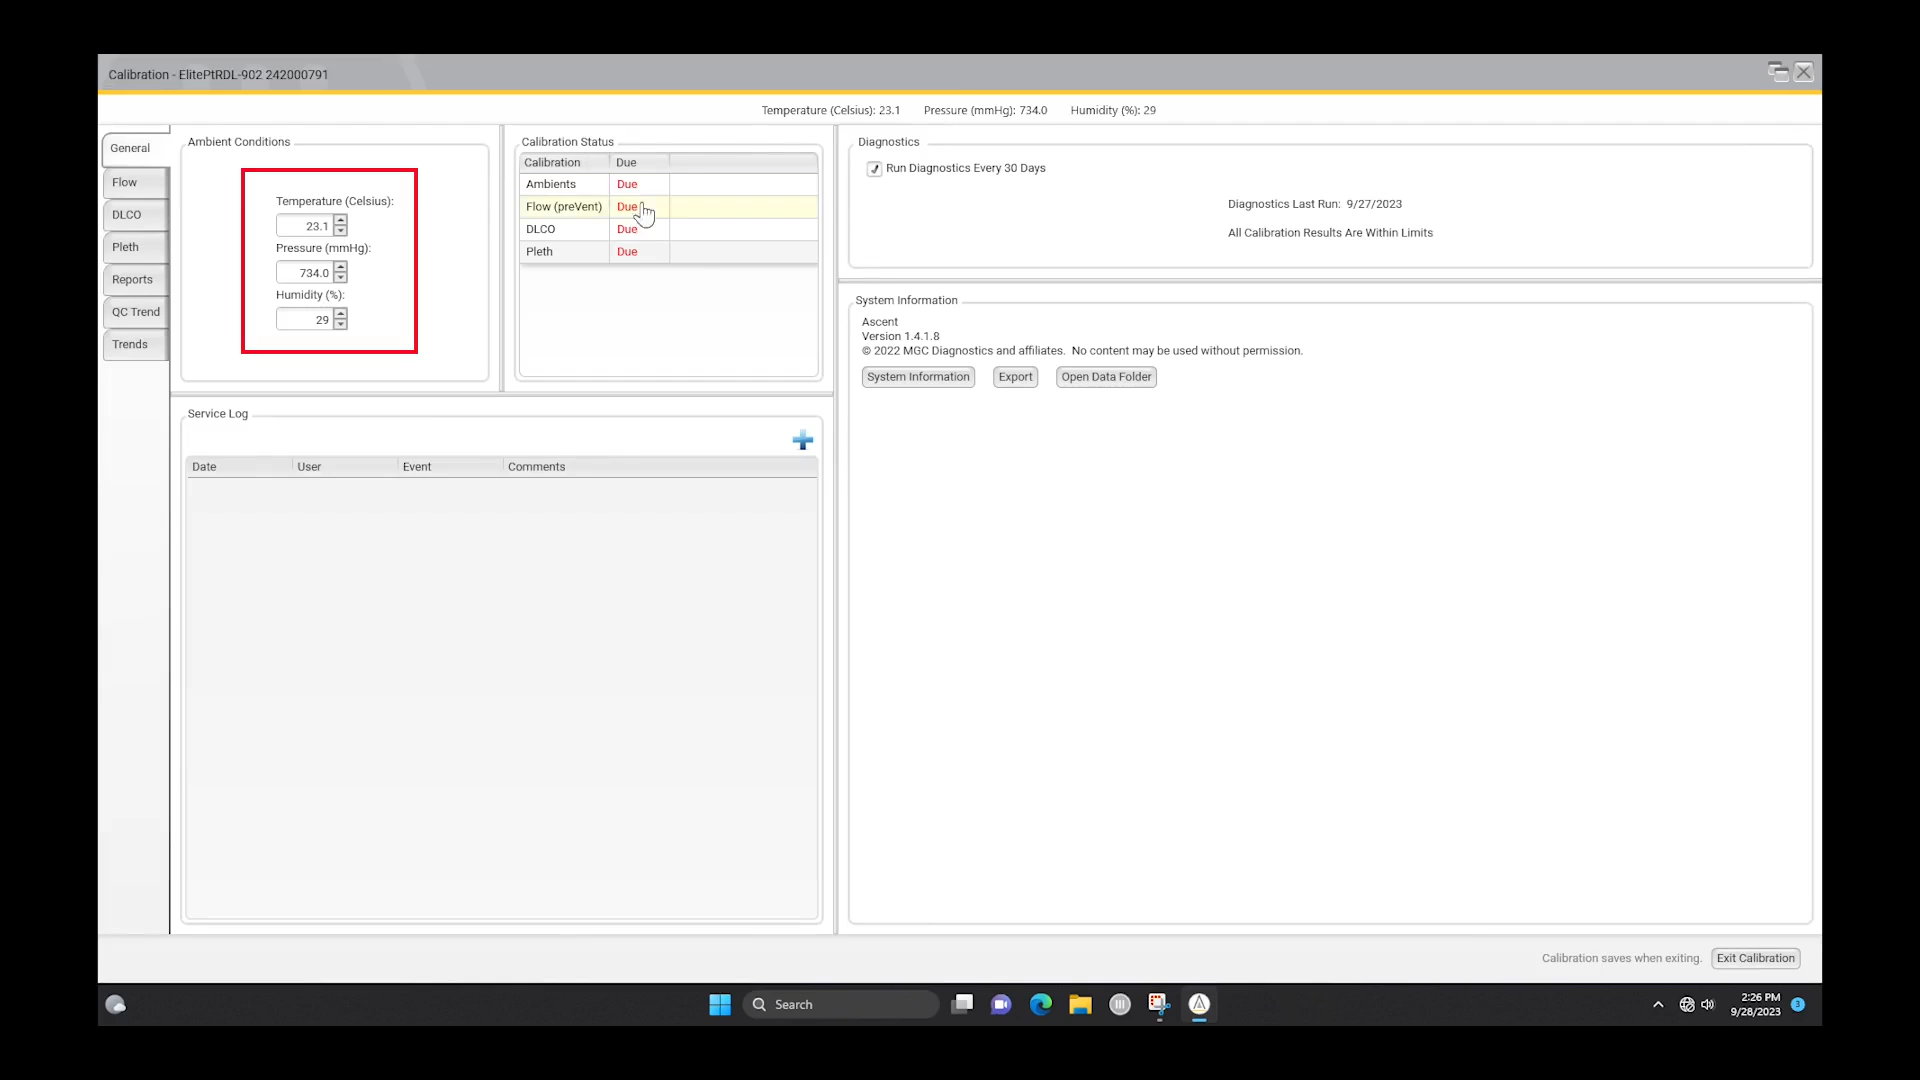 Calibration - ElitePtRDL-902 242000791
Temperature (Celsius): 23.1 Pressure (mmHg): 734.0 Humidity (%): 29
General
Flow
DLCO
Pleth
Reports
QC Trend
Trends
Ambient Conditions
Temperature (Celsius):
23.1
Pressure (mmHg):
734.0
Humidity (%):
29
Calibration Status
Calibration Due
Ambients Due
Flow (preVent) Due
DLCO Due
Pleth Due
Diagnostics
Run Diagnostics Every 30 Days
Diagnostics Last Run: 9/27/2023
All Calibration Results Are Within Limits
System Information
Ascent
Version 1.4.1.8
© 2022 MGC Diagnostics and affiliates. No content may be used without permission.
System Information Export Open Data Folder
Service Log
Date User Event Comments
Calibration saves when exiting. Exit Calibration
Search
2:26 PM
9/28/2023
3